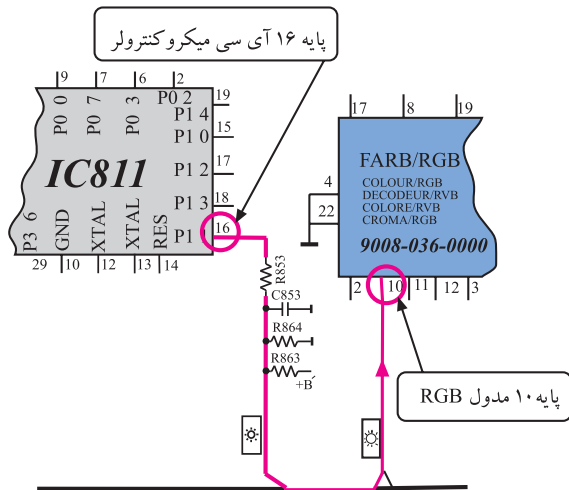 پایه ۱۶ آی سی میکروکنترولر
9 7 6 2
P0 0 P0 7 P0 3 P0 2
19
P1 4
15
P1 0
17
P1 2
18
P1 3
16
P1 1
IC811
P3 6 GND XTAL XTAL RES
29 10 12 13 14
17 8 19
FARB/RGB
COLOUR/RGB
DECODEUR/RVB
COLORE/VB
CROMA/RGB
9008-036-0000
4
22
2 10 11 12 3
R853
C853
R864
R863
+B′
پایه ۱۰ مدول RGB